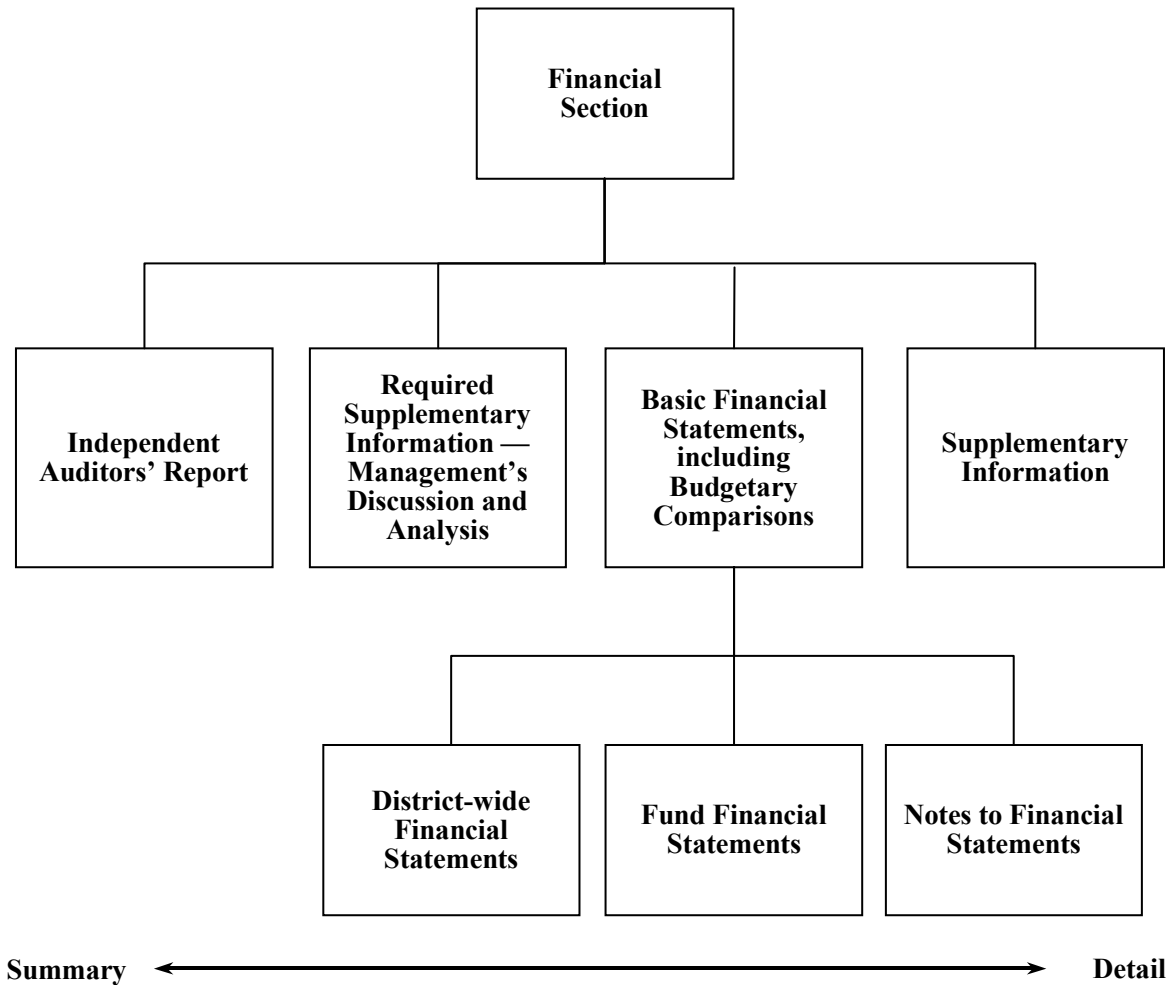 Financial
Section
Independent
Auditors’ Report
Required
Supplementary
Information —
Management’s
Discussion and
Analysis
Basic Financial
Statements,
including
Budgetary
Comparisons
Supplementary
Information
District-wide
Financial
Statements
Fund Financial
Statements
Notes to Financial
Statements
Summary
Detail